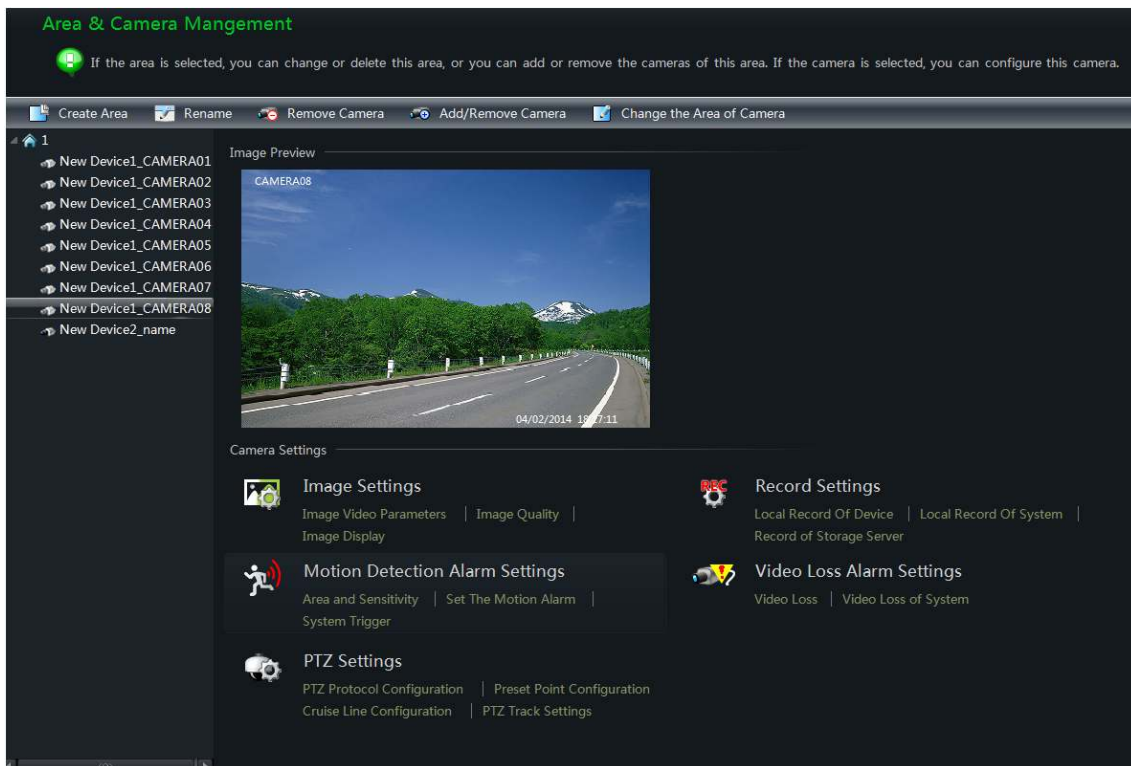 Area & Camera Mangement
If the area is selected, you can change or delete this area, or you can add or remove the cameras of this area. If the camera is selected, you can configure this camera.
Create Area Rename Remove Camera Add/Remove Camera Change the Area of Camera
1
New Device1_CAMERA01
New Device1_CAMERA02
New Device1_CAMERA03
New Device1_CAMERA04
New Device1_CAMERA05
New Device1_CAMERA06
New Device1_CAMERA07
New Device1_CAMERA08
New Device2_name
Image Preview
CAMERA08
04/02/2014
Camera Settings
Image Settings
Image Video Parameters | Image Quality |
Image Display
Record Settings
Local Record Of Device | Local Record Of System |
Record of Storage Server
REC
Motion Detection Alarm Settings
Area and Sensitivity | Set The Motion Alarm |
System Trigger
Video Loss Alarm Settings
Video Loss | Video Loss of System
PTZ Settings
PTZ Protocol Configuration | Preset Point Configuration
Cruise Line Configuration | PTZ Track Settings